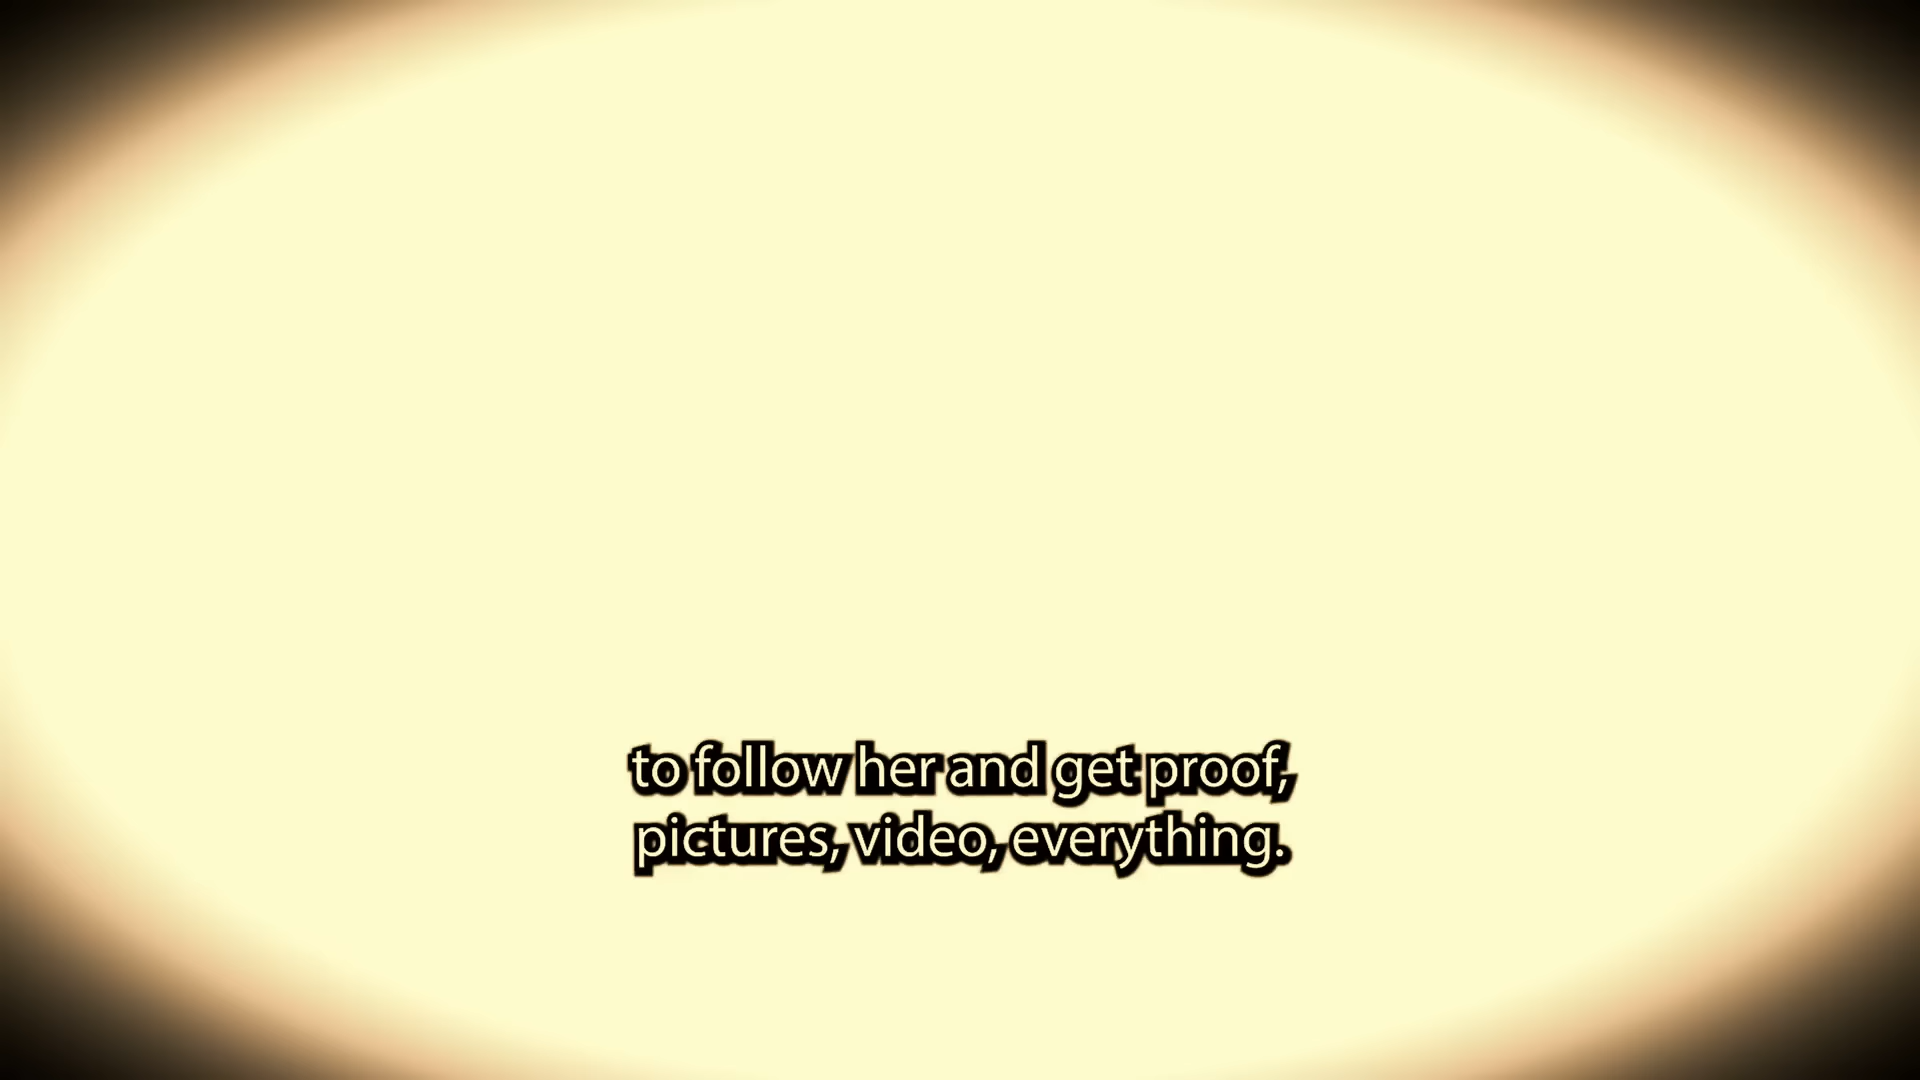 to follow her and get proof,
pictures, video, everything.